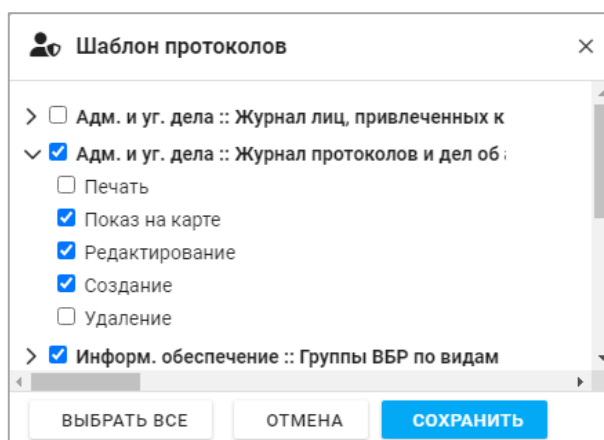 Шаблон протоколов
Адм. и уг. дела :: Журнал лиц, привлеченных к
Адм. и уг. дела :: Журнал протоколов и дел об
Печать
Показ на карте
Редактирование
Создание
Удаление
Информ. обеспечение :: Группы ВБР по видам
ВЫБРАТЬ ВСЕ ОТМЕНА СОХРАНИТЬ